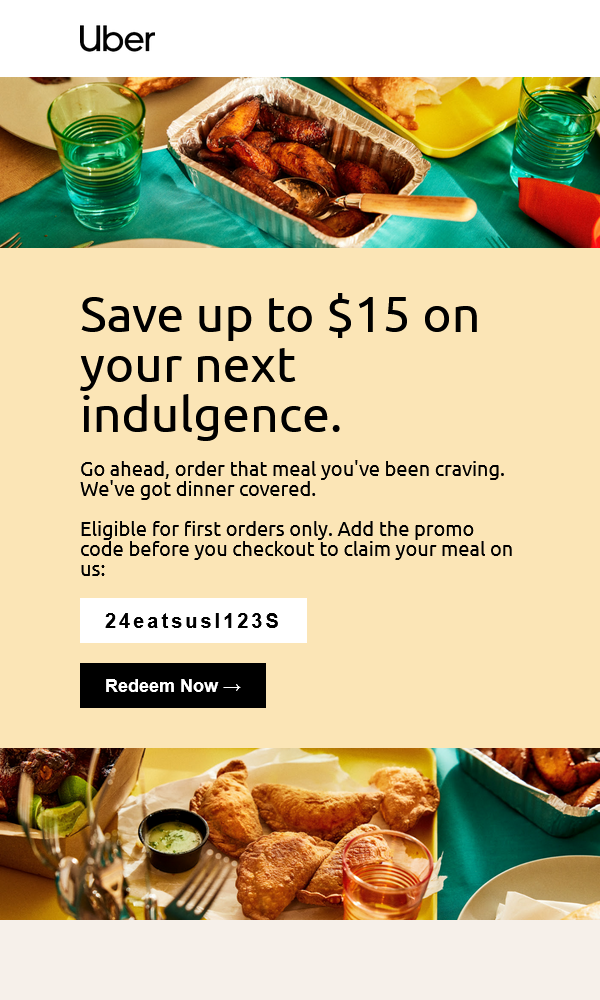 Uber
Save up to $15 on
your next
indulgence.
Go ahead, order that meal you've been craving.
We've got dinner covered.
Eligible for first orders only. Add the promo
code before you checkout to claim your meal on
us:
24eatsusl123S
Redeem Now →